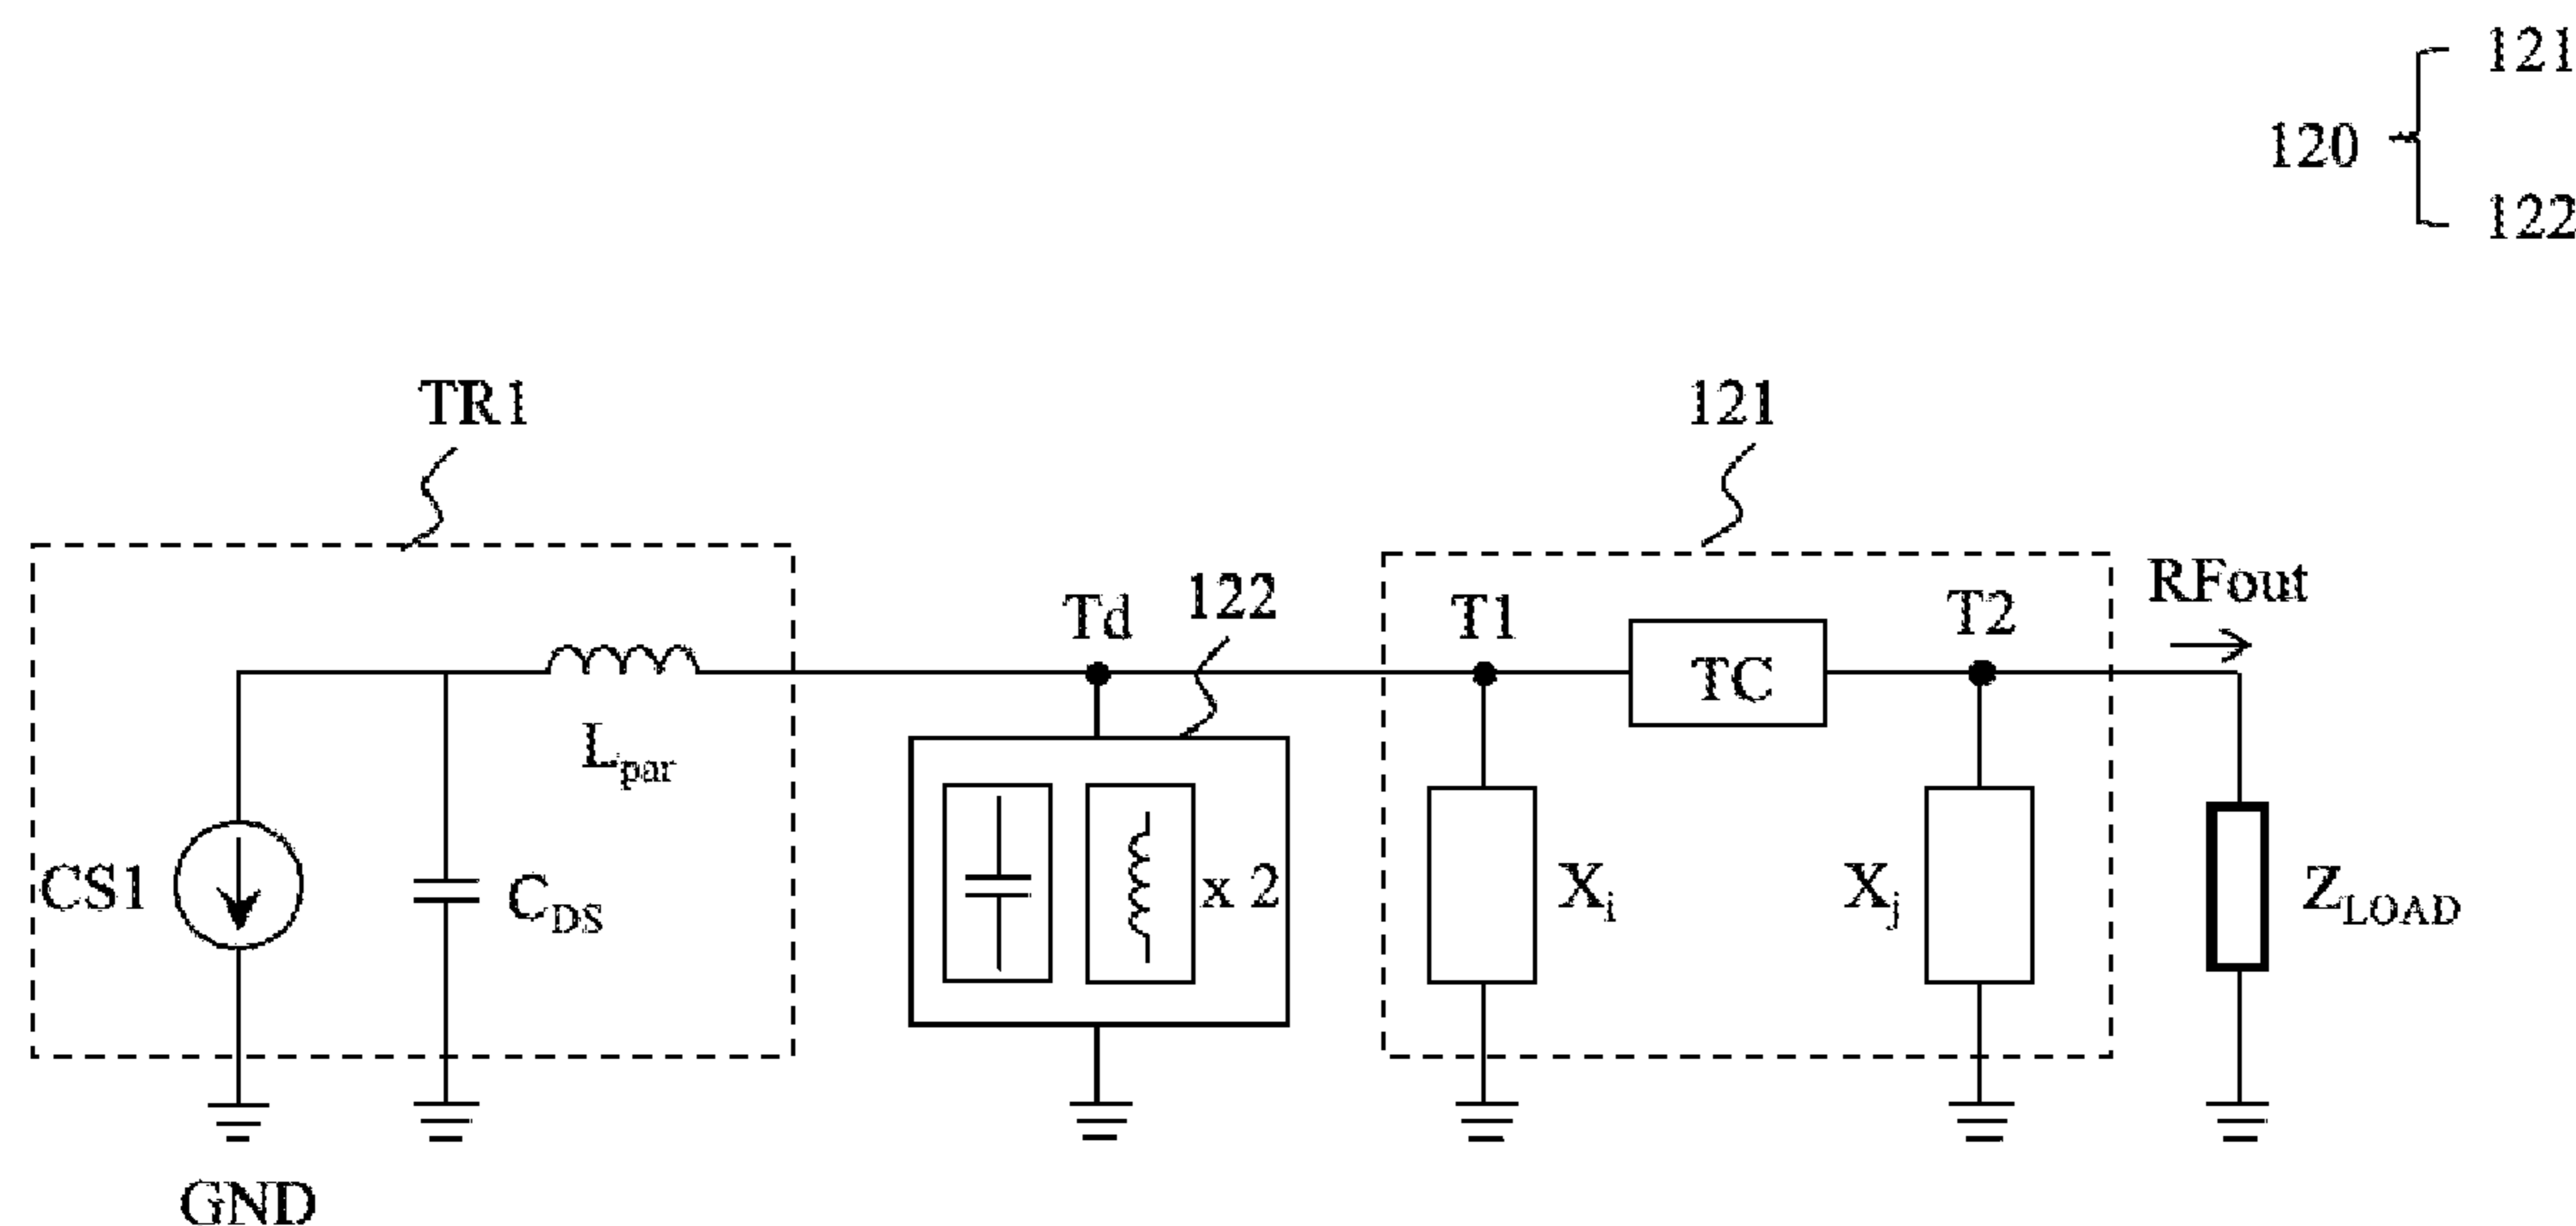 121
120
122
TR1
121
Td
122
T1
TC
T2
RFout
L_par
CS1
C_DS
x 2
X_i
X_j
Z_LOAD
GND